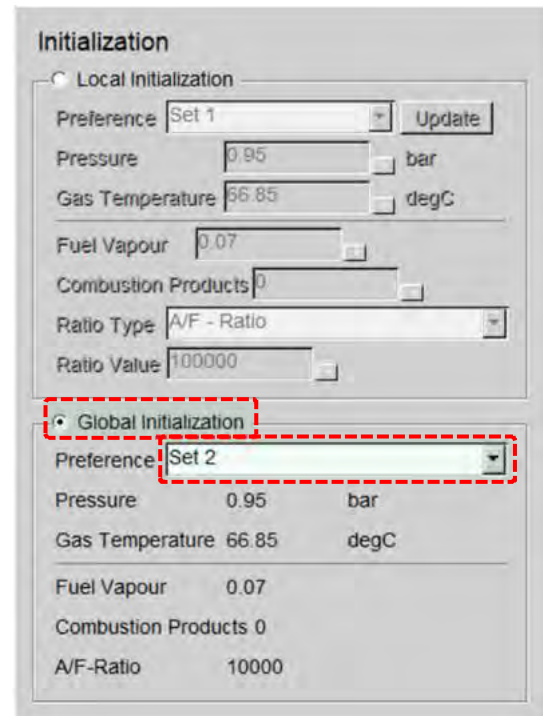 Initialization
Local Initialization
Preference Set 1 Update
Pressure 0.95 bar
Gas Temperature 66.85 degC
Fuel Vapour 0.07
Combustion Products 0
Ratio Type A/F - Ratio
Ratio Value 100000
Global Initialization
Preference Set 2
Pressure 0.95 bar
Gas Temperature 66.85 degC
Fuel Vapour 0.07
Combustion Products 0
A/F-Ratio 10000